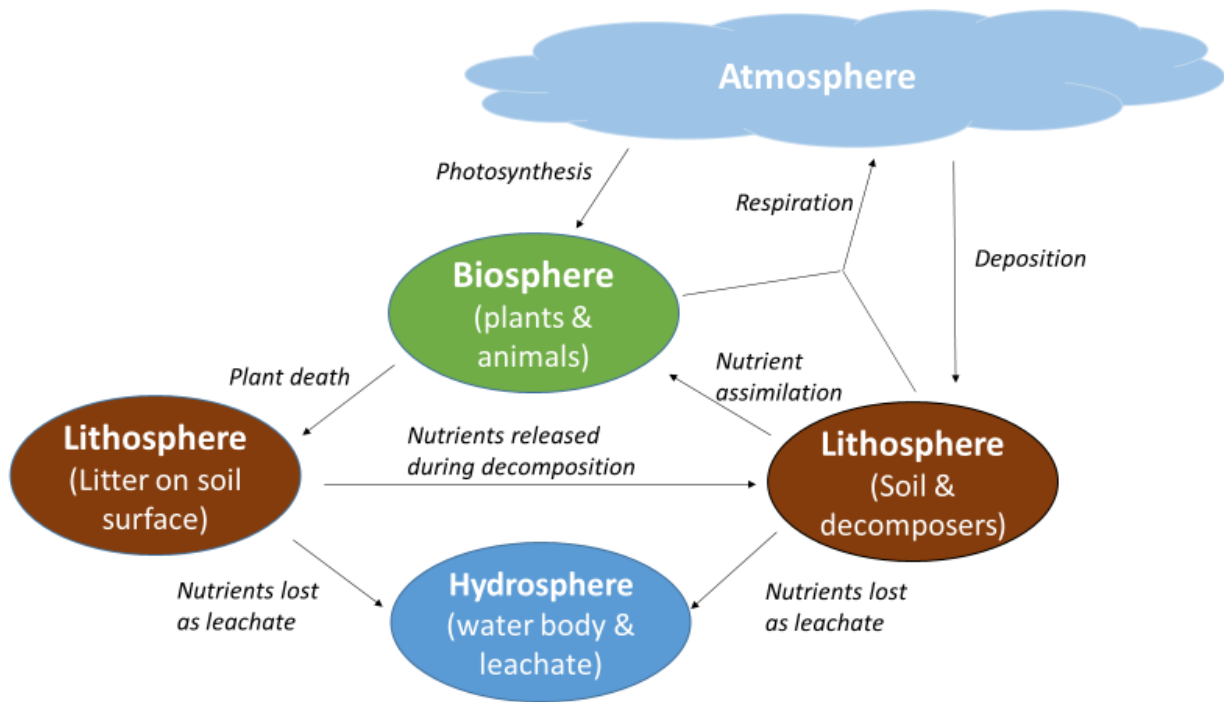 Atmosphere
Photosynthesis
Respiration
Deposition
Biosphere
(plants &
animals)
Plant death
Nutrient
assimilation
Lithosphere
(Litter on soil
surface)
Nutrients released
during decomposition
Lithosphere
(Soil &
decomposers)
Nutrients lost
as leachate
Hydrosphere
(water body &
leachate)
Nutrients lost
as leachate